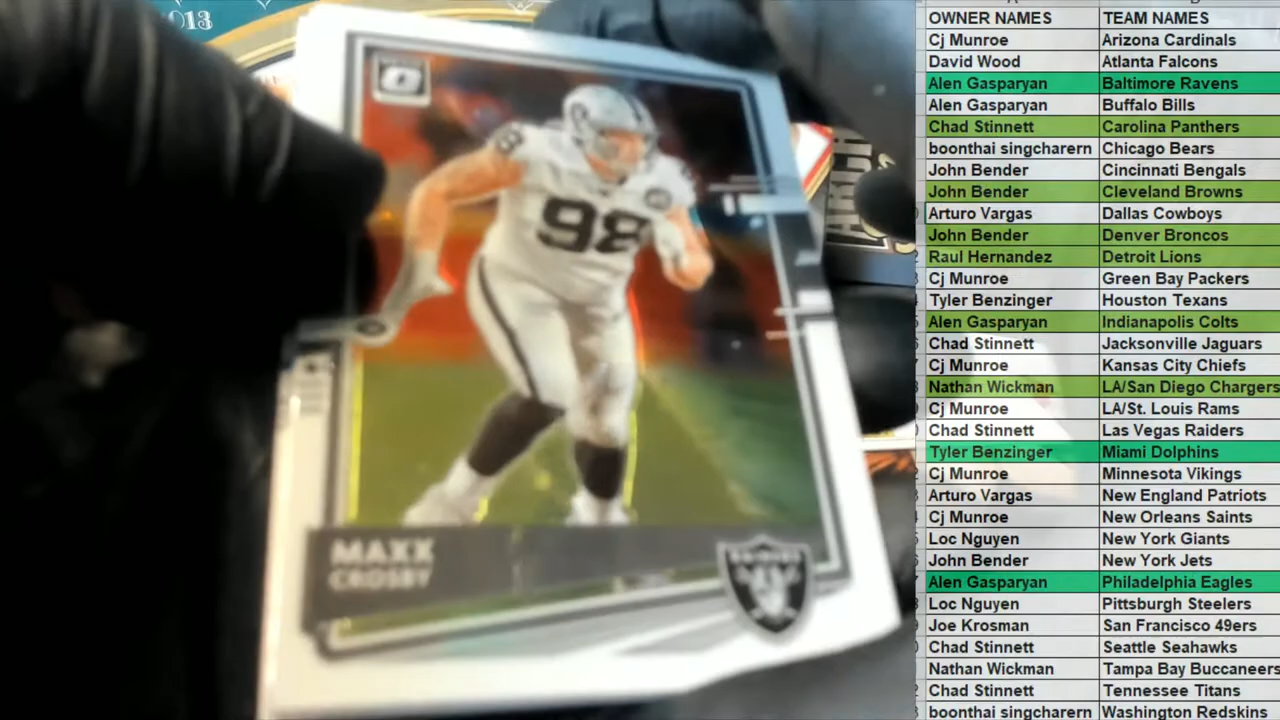 013
98
8
MAXX
CROSBY
RAIDERS
OWNER NAMES TEAM NAMES
Cj Munroe Arizona Cardinals
David Wood Atlanta Falcons
Alen Gasparyan Baltimore Ravens
Alen Gasparyan Buffalo Bills
Chad Stinnett Carolina Panthers
boonthai singcharern Chicago Bears
John Bender Cincinnati Bengals
John Bender Cleveland Browns
Arturo Vargas Dallas Cowboys
John Bender Denver Broncos
Raul Hernandez Detroit Lions
Cj Munroe Green Bay Packers
Tyler Benzinger Houston Texans
Alen Gasparyan Indianapolis Colts
Chad Stinnett Jacksonville Jaguars
Cj Munroe Kansas City Chiefs
Nathan Wickman LA/San Diego Chargers
Cj Munroe LA/St. Louis Rams
Chad Stinnett Las Vegas Raiders
Tyler Benzinger Miami Dolphins
Cj Munroe Minnesota Vikings
Arturo Vargas New England Patriots
Cj Munroe New Orleans Saints
Loc Nguyen New York Giants
John Bender New York Jets
Alen Gasparyan Philadelphia Eagles
Loc Nguyen Pittsburgh Steelers
Joe Krosman San Francisco 49ers
Chad Stinnett Seattle Seahawks
Nathan Wickman Tampa Bay Buccaneers
Chad Stinnett Tennessee Titans
boonthai singcharern Washington Redskins